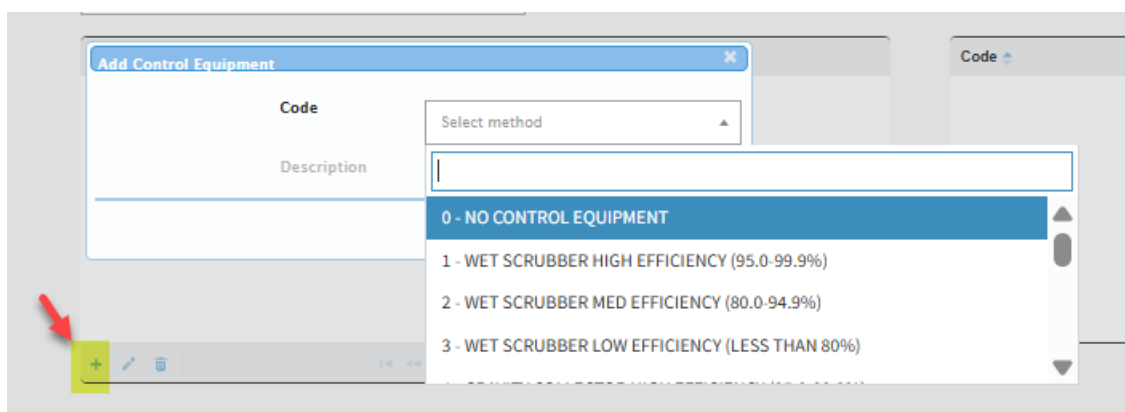 Add Control Equipment
Code
Code
Select method
Description
0 - NO CONTROL EQUIPMENT
1 - WET SCRUBBER HIGH EFFICIENCY (95.0-99.9%)
2 - WET SCRUBBER MED EFFICIENCY (80.0-94.9%)
3 - WET SCRUBBER LOW EFFICIENCY (LESS THAN 80%)